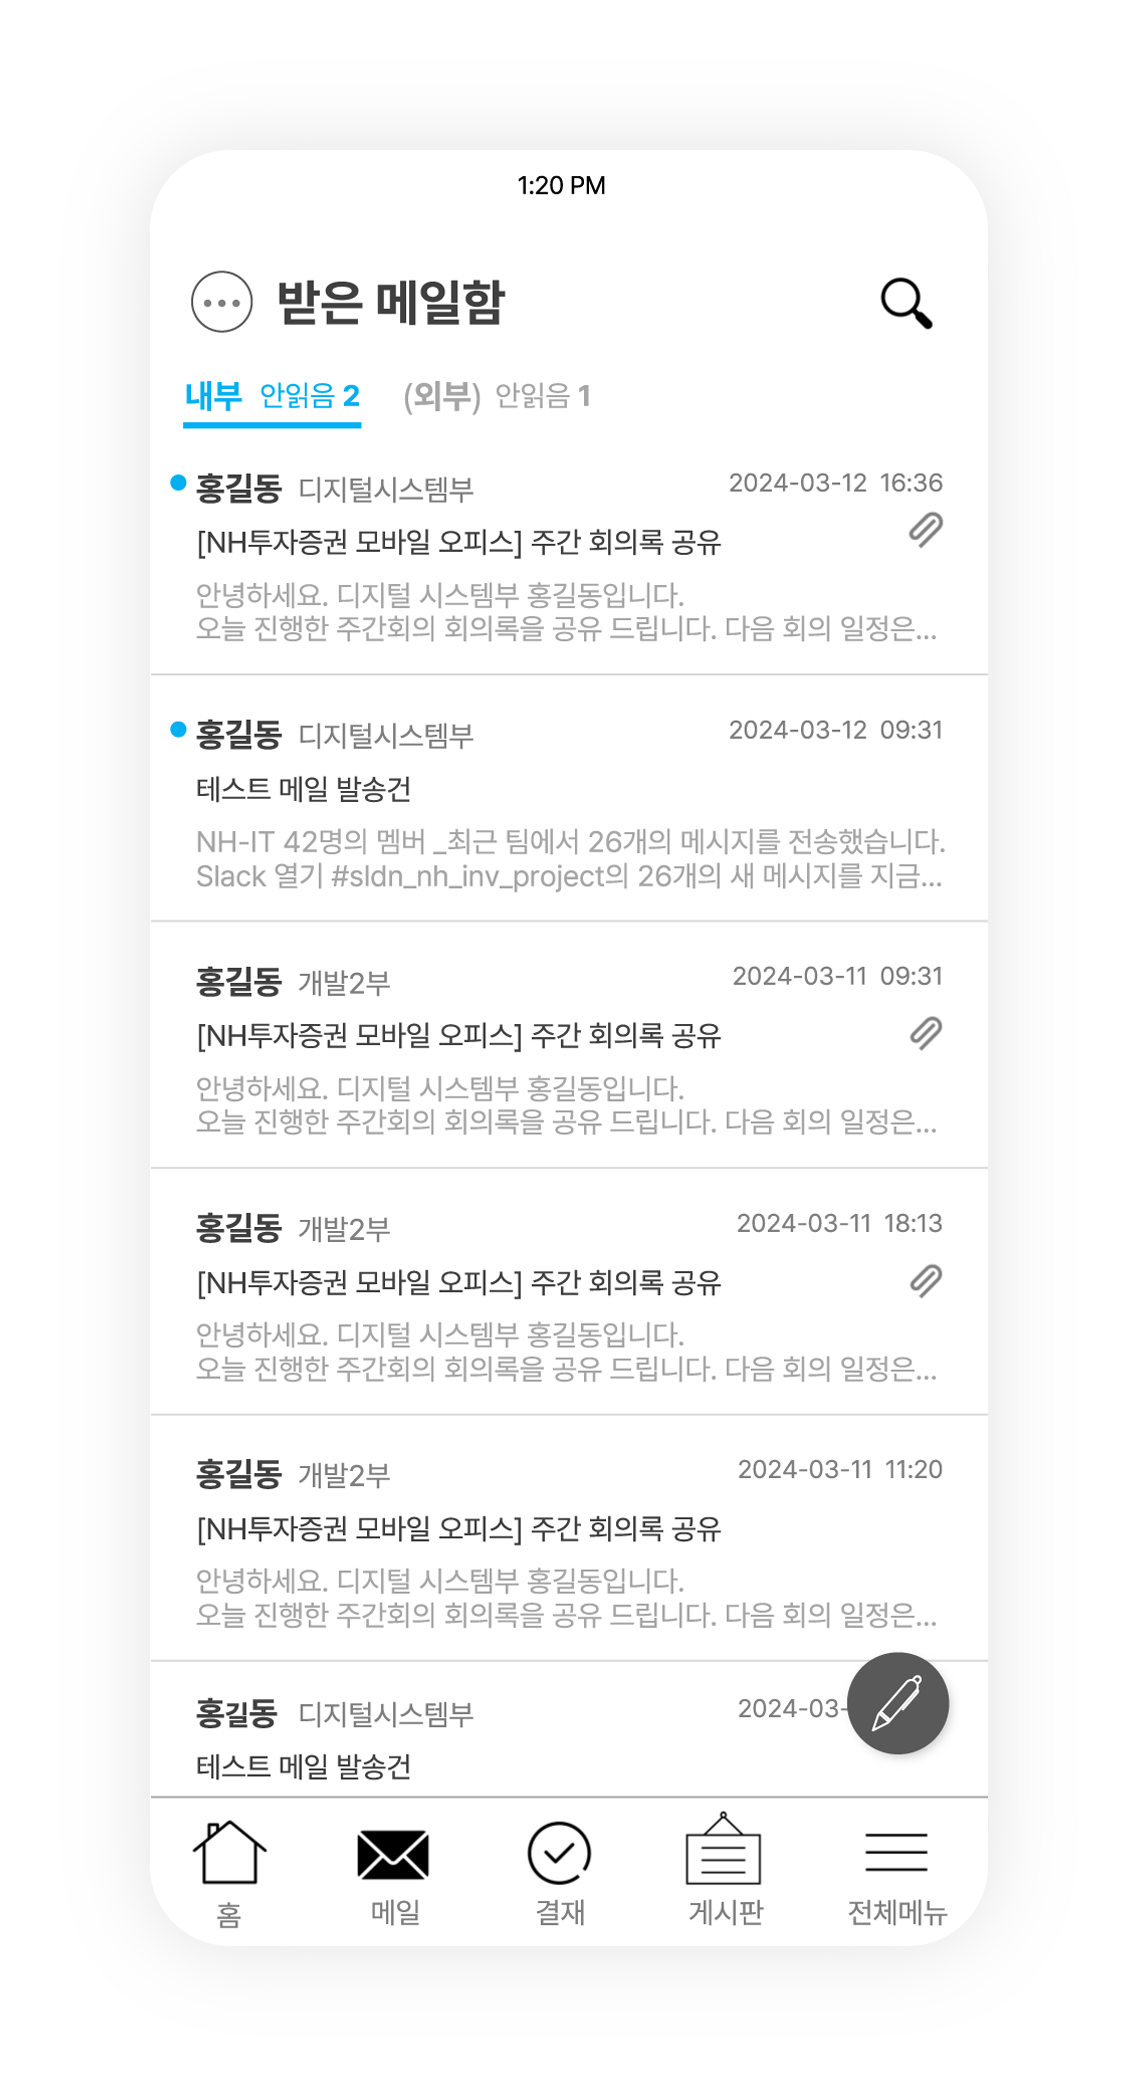 1:20 PM
받은 메일함
내부 안읽음 2 (외부) 안읽음 1
홍길동 디지털시스템부 2024-03-12 16:36
[NH투자증권 모바일 오피스] 주간 회의록 공유
안녕하세요. 디지털 시스템부 홍길동입니다.
오늘 진행한 주간회의 회의록을 공유 드립니다. 다음 회의 일정은...
홍길동 디지털시스템부 2024-03-12 09:31
테스트 메일 발송건
NH-IT 42명의 멤버 _최근 팀에서 26개의 메시지를 전송했습니다.
Slack 열기 #sldn_nh_inv_project의 26개의 새 메시지를 지금...
홍길동 개발2부 2024-03-11 09:31
[NH투자증권 모바일 오피스] 주간 회의록 공유
안녕하세요. 디지털 시스템부 홍길동입니다.
오늘 진행한 주간회의 회의록을 공유 드립니다. 다음 회의 일정은...
홍길동 개발2부 2024-03-11 18:13
[NH투자증권 모바일 오피스] 주간 회의록 공유
안녕하세요. 디지털 시스템부 홍길동입니다.
오늘 진행한 주간회의 회의록을 공유 드립니다. 다음 회의 일정은...
홍길동 개발2부 2024-03-11 11:20
[NH투자증권 모바일 오피스] 주간 회의록 공유
안녕하세요. 디지털 시스템부 홍길동입니다.
오늘 진행한 주간회의 회의록을 공유 드립니다. 다음 회의 일정은...
홍길동 디지털시스템부 2024-03-
테스트 메일 발송건
홈 메일 결재 게시판 전체메뉴